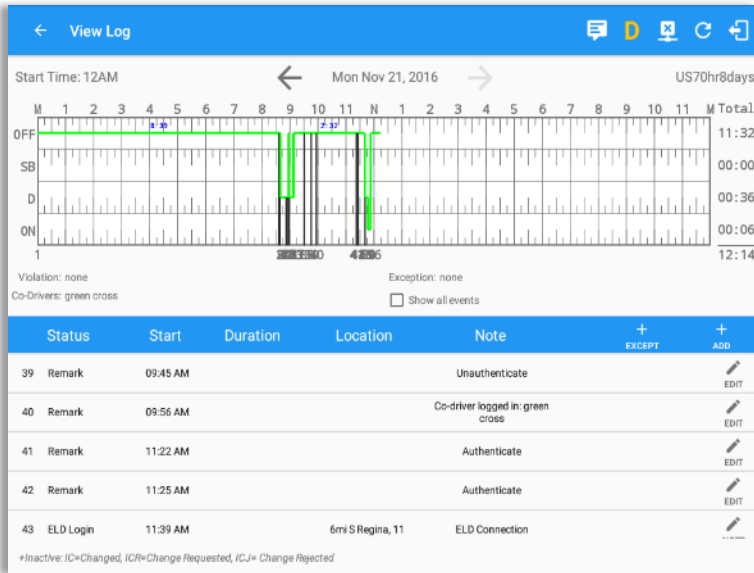 View Log
D
Start Time: 12AM
Mon Nov 21, 2016
US70hr8days
M 1 2 3 4 5 6 7 8 9 10 11 N 1 2 3 4 5 6 7 8 9 10 11 M Total
OFF 2:32 11:32
SB 00:00
D 00:36
ON 00:06
1 12:14
Violation: none
Exception: none
Co-Drivers: green cross
Show all events
Status Start Duration Location Note + EXCEPT + ADD
39 Remark 09:45 AM Unauthenticate EDIT
40 Remark 09:56 AM Co-driver logged in: green
cross EDIT
41 Remark 11:22 AM Authenticate EDIT
42 Remark 11:25 AM Authenticate EDIT
43 ELD Login 11:39 AM 6mi S Regina, 11 ELD Connection
+Inactive: IC=Changed, ICR=Change Requested, ICJ= Change Rejected